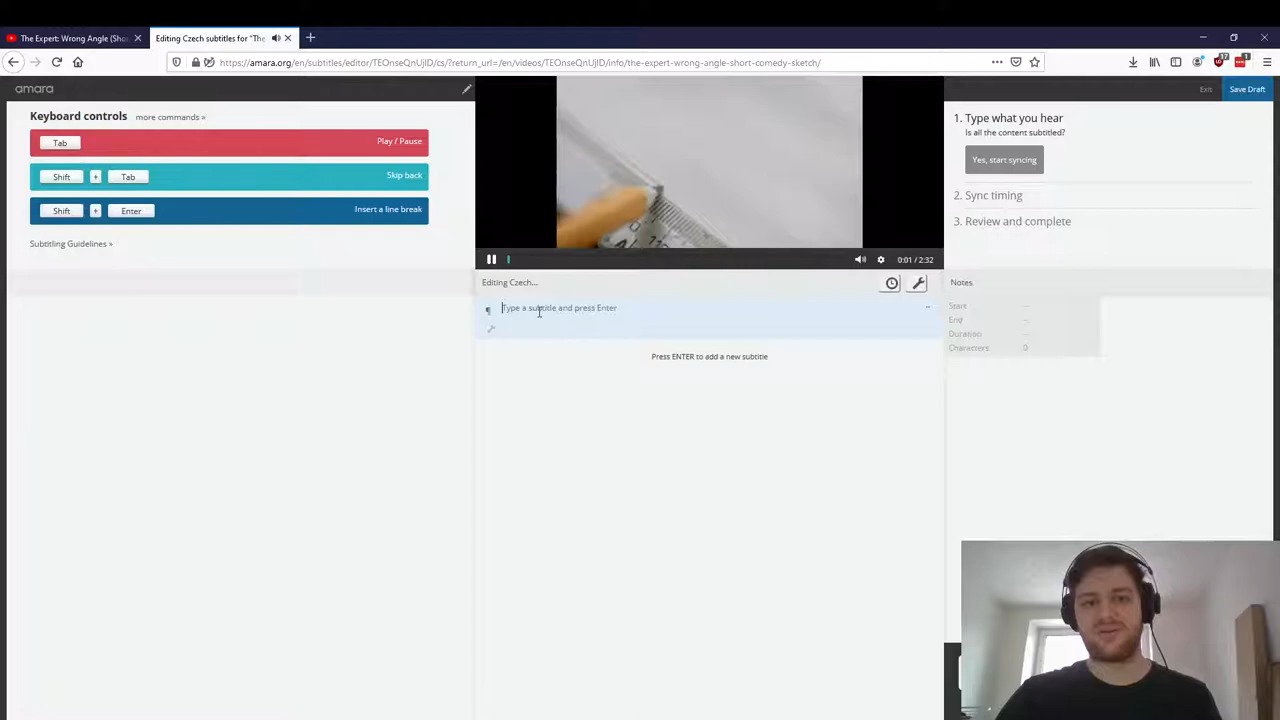 The Expert: Wrong Angle (Sho
Editing Czech subtitles for "The
https://amara.org/en/subtitles/editor/TEOnseQnUjID/cs/?return_url=/en/videos/TEOnseQnUjID/info/the-expert-wrong-angle-short-comedy-sketch/
17
1
amara
Exit
Save Draft
Keyboard controls
more commands »
Tab
Play / Pause
Shift
+
Tab
Skip back
Shift
+
Enter
Insert a line break
Subtitling Guidelines »
0:01 / 2:32
Editing Czech...
¶
Type a subtitle and press Enter
--
Press ENTER to add a new subtitle
1. Type what you hear
Is all the content subtitled?
Yes, start syncing
2. Sync timing
3. Review and complete
Notes
Start
--
End
--
Duration
--
Characters
0